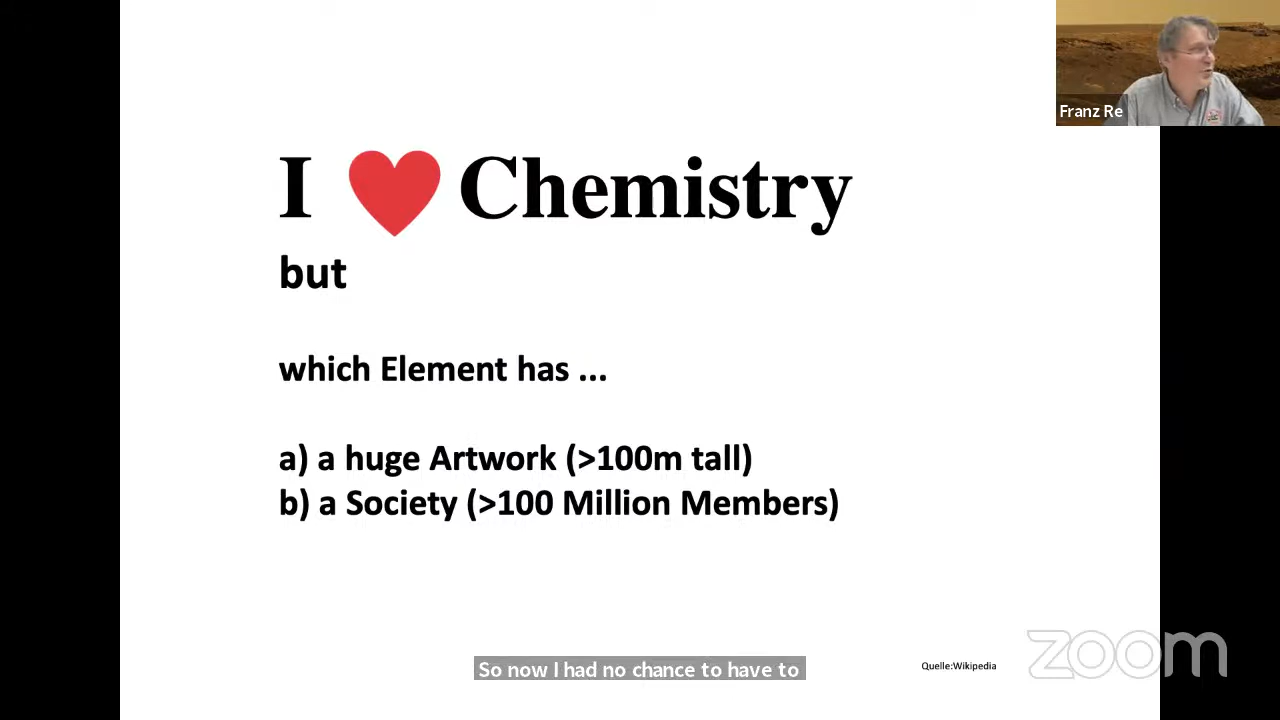 I ❤ Chemistry
but
which Element has ...
a) a huge Artwork (>100m tall)
b) a Society (>100 Million Members)
Franz Re
So now I had no chance to have to
Quelle:Wikipedia
zoom